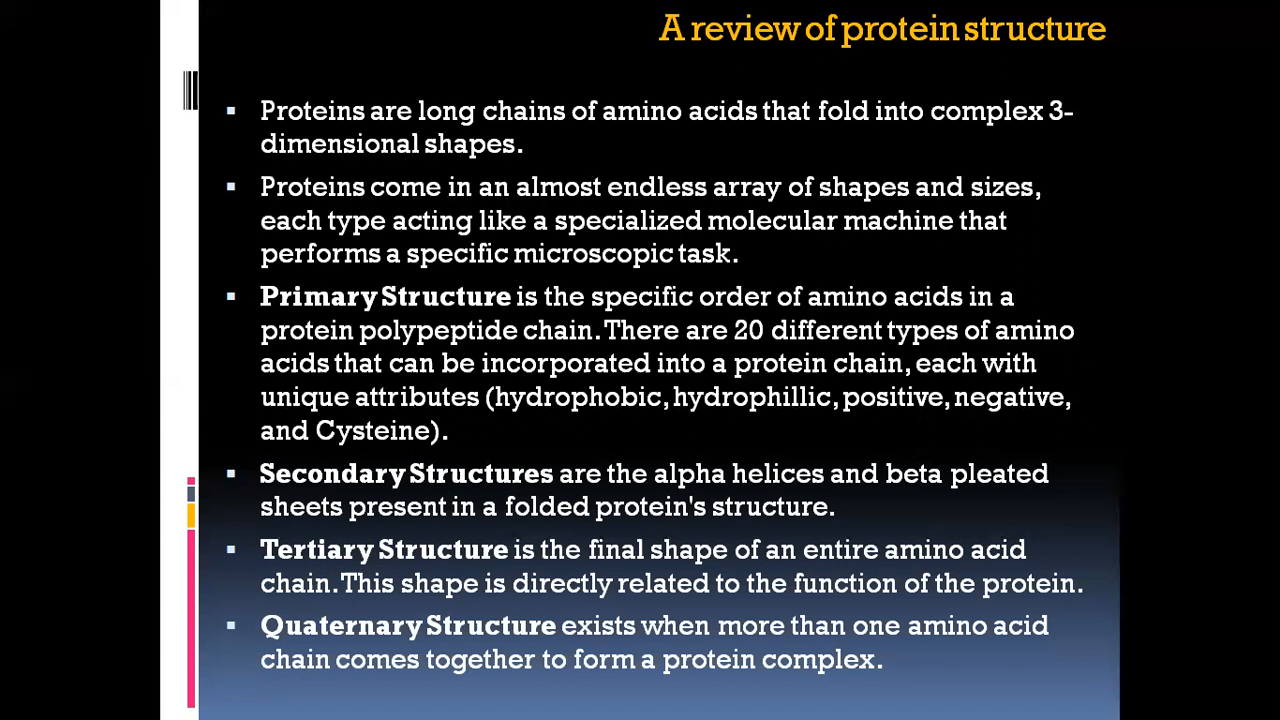 A review of protein structure
▪ Proteins are long chains of amino acids that fold into complex 3-
dimensional shapes.
▪ Proteins come in an almost endless array of shapes and sizes,
each type acting like a specialized molecular machine that
performs a specific microscopic task.
▪ Primary Structure is the specific order of amino acids in a
protein polypeptide chain. There are 20 different types of amino
acids that can be incorporated into a protein chain, each with
unique attributes (hydrophobic, hydrophillic, positive, negative,
and Cysteine).
▪ Secondary Structures are the alpha helices and beta pleated
sheets present in a folded protein's structure.
▪ Tertiary Structure is the final shape of an entire amino acid
chain. This shape is directly related to the function of the protein.
▪ Quaternary Structure exists when more than one amino acid
chain comes together to form a protein complex.